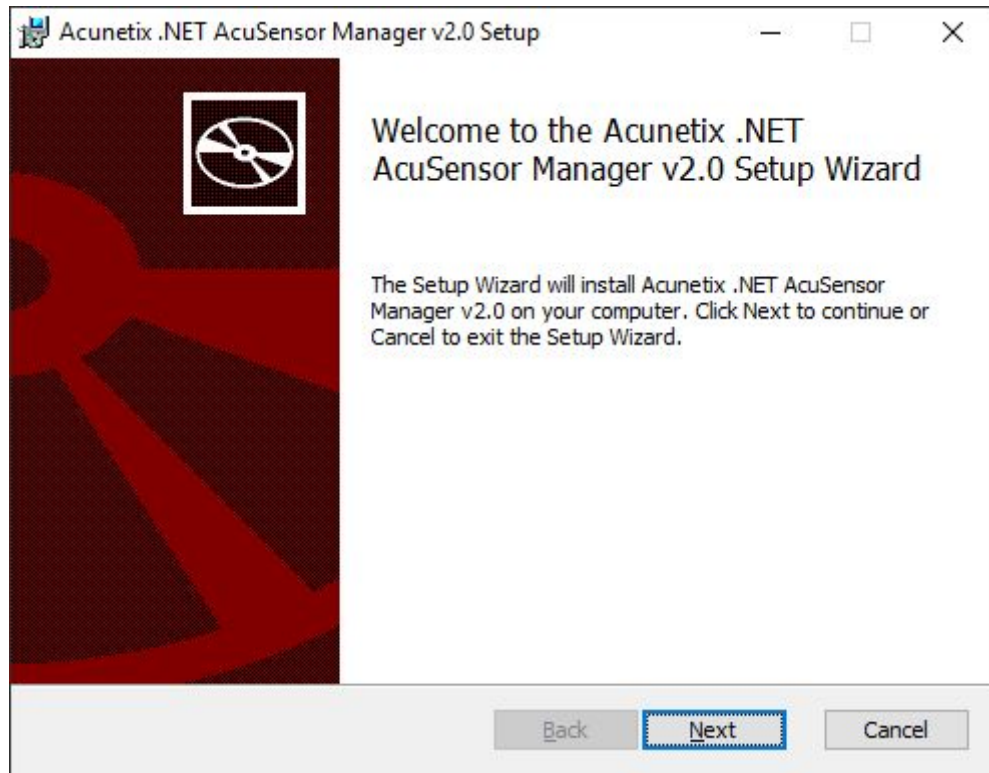 Acunetix .NET AcuSensor Manager v2.0 Setup
Welcome to the Acunetix .NET
AcuSensor Manager v2.0 Setup Wizard
The Setup Wizard will install Acunetix .NET AcuSensor
Manager v2.0 on your computer. Click Next to continue or
Cancel to exit the Setup Wizard.
Back Next Cancel